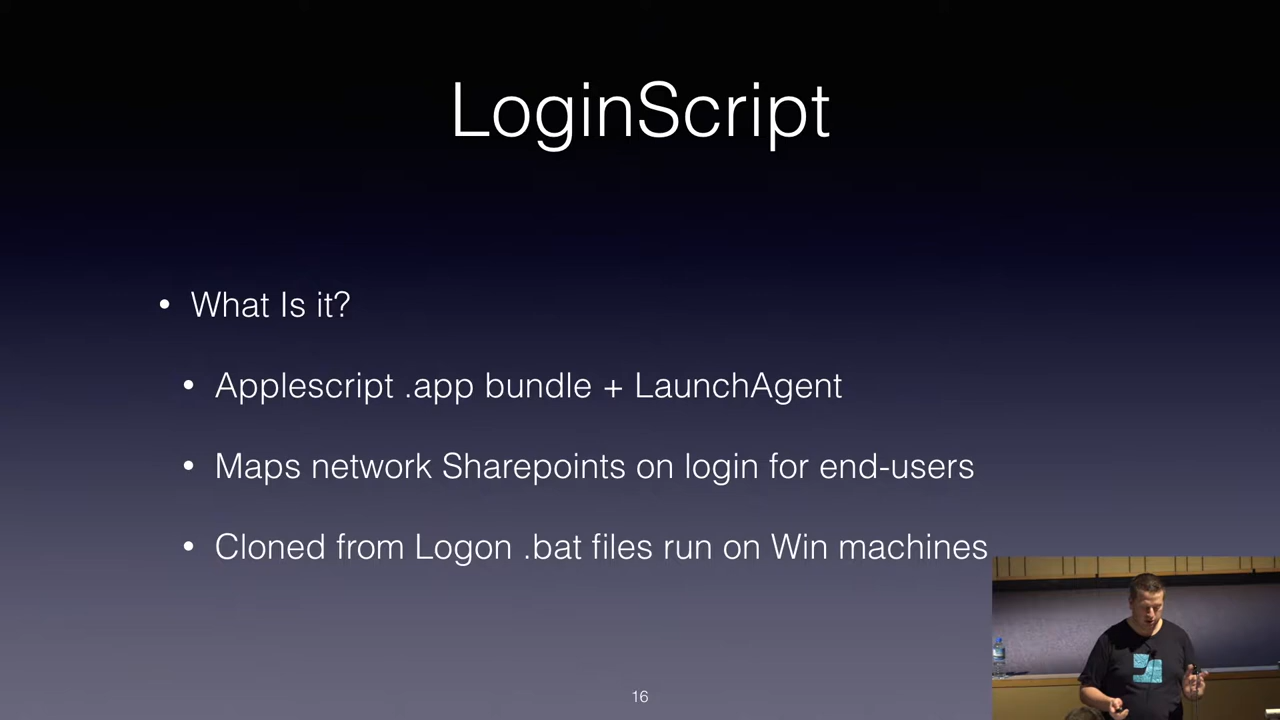 LoginScript
• What Is it?
• Applescript .app bundle + LaunchAgent
• Maps network Sharepoints on login for end-users
• Cloned from Logon .bat files run on Win machines
16